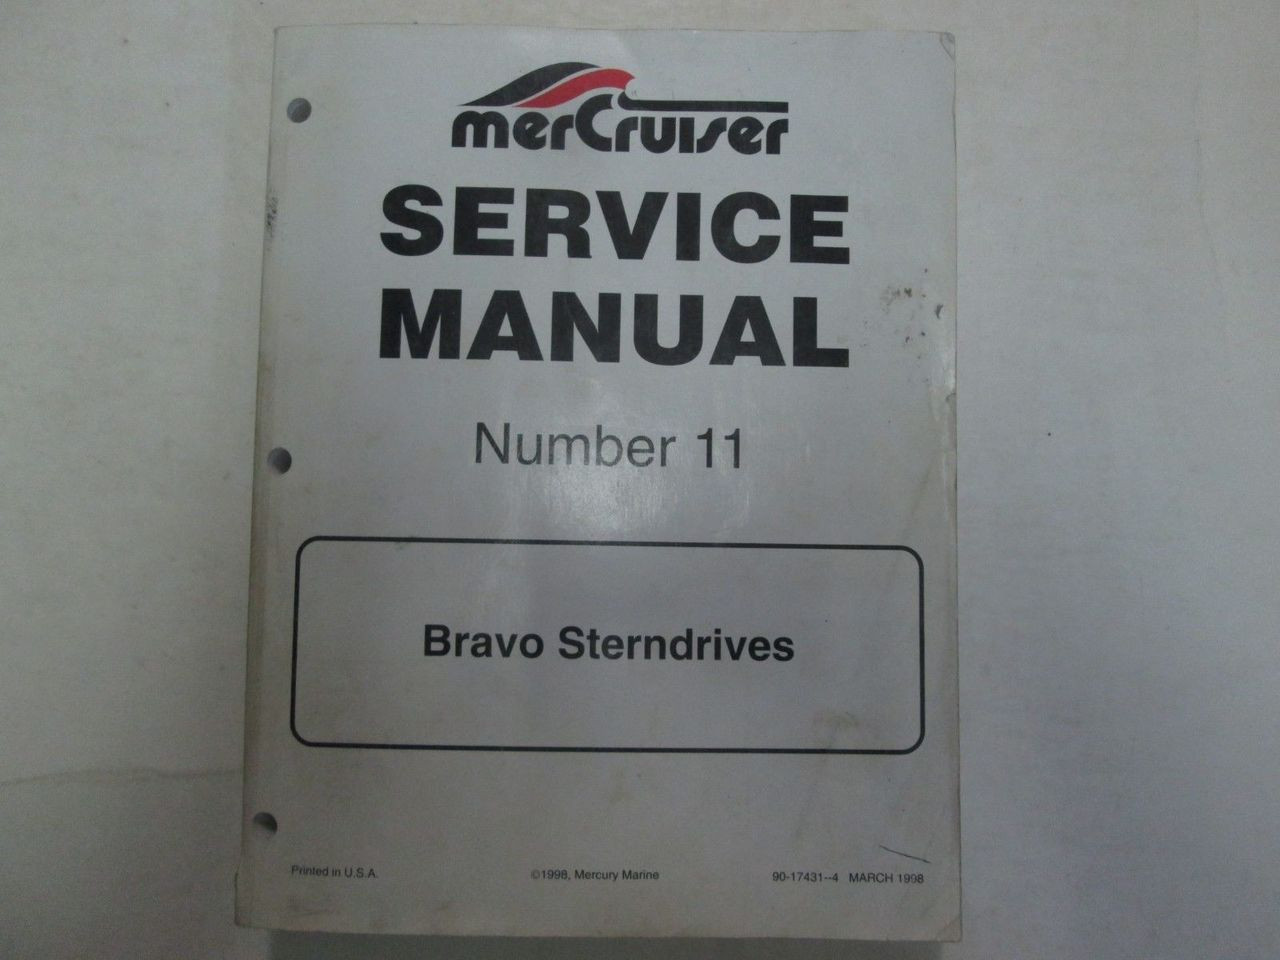 merCruiser
SERVICE
MANUAL
Number 11
Bravo Sterndrives
Printed in U.S.A.
©1998, Mercury Marine
90-17431--4 MARCH 1998